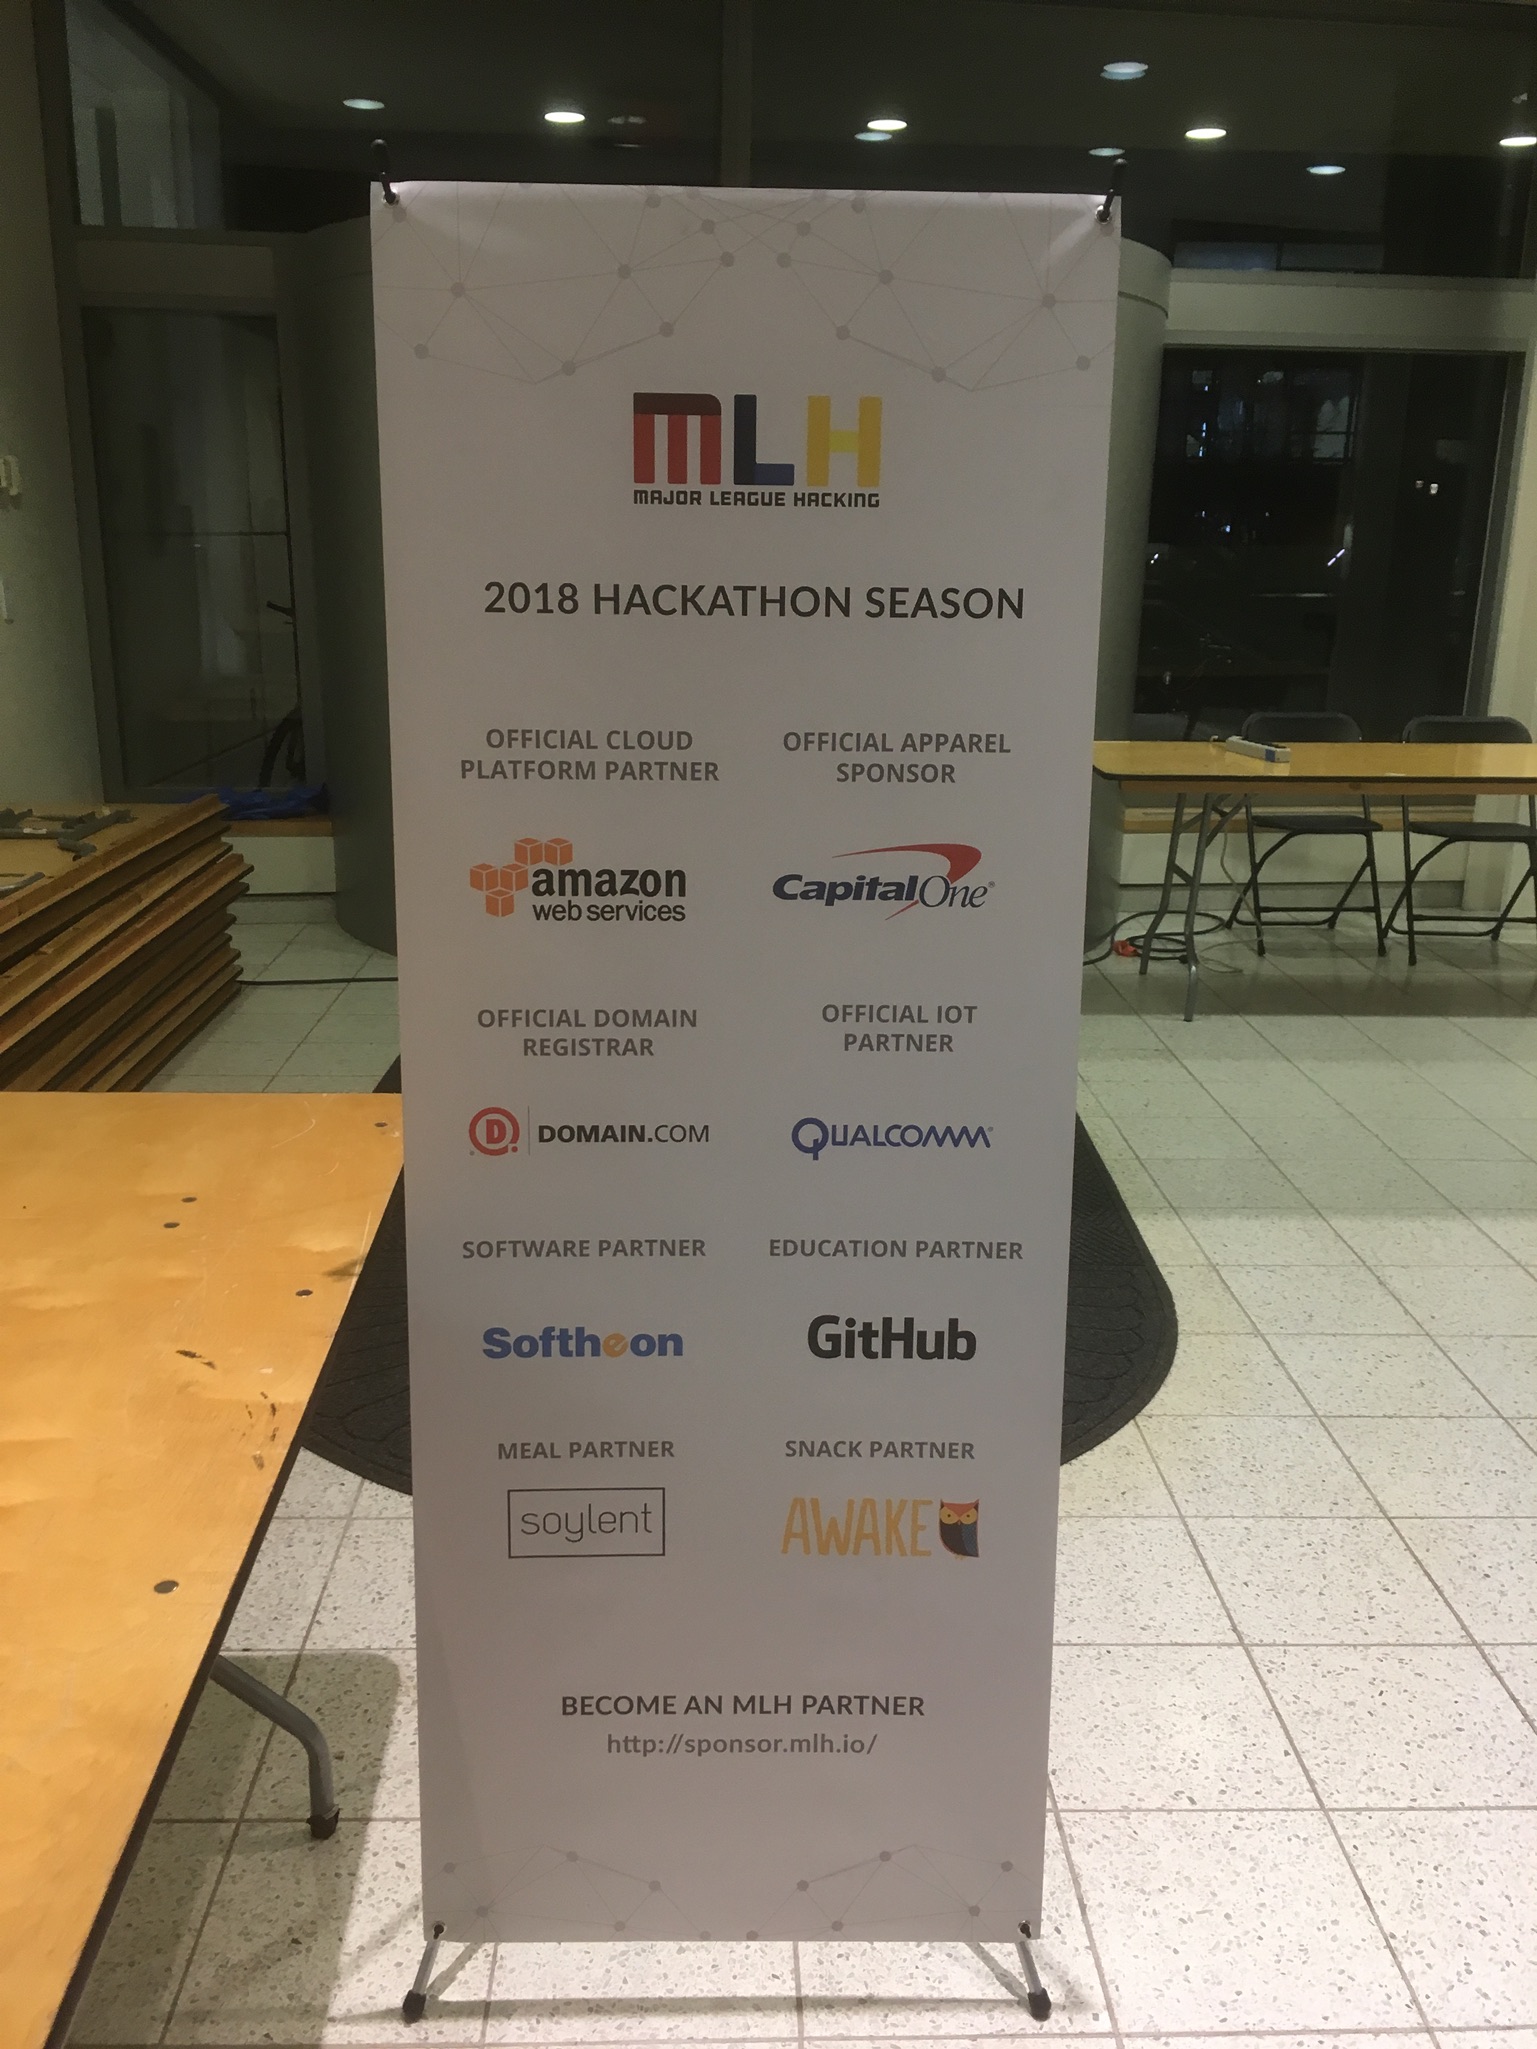 MLH
MAJOR LEAGUE HACKING
2018 HACKATHON SEASON
OFFICIAL CLOUD
PLATFORM PARTNER
amazon
web services
OFFICIAL APPAREL
SPONSOR
Capital One®
OFFICIAL DOMAIN
REGISTRAR
D
DOMAIN.COM
OFFICIAL IOT
PARTNER
QUALCOMM®
SOFTWARE PARTNER
Softheon
EDUCATION PARTNER
GitHub
MEAL PARTNER
soylent
SNACK PARTNER
AWAKE
BECOME AN MLH PARTNER
http://sponsor.mlh.io/